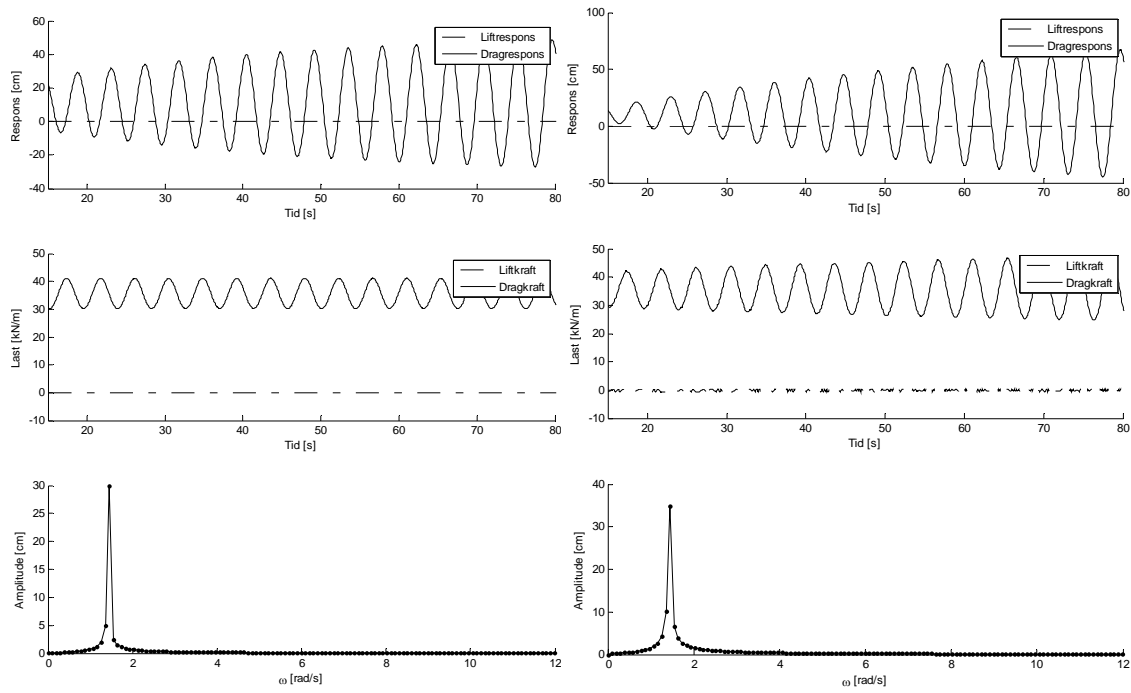 60
40
20
0
-20
-40
Respons [cm]
20 30 40 50 60 70 80
Tid [s]
Liftrespons
Dragrespons
100
50
0
-50
Respons [cm]
20 30 40 50 60 70 80
Tid [s]
Liftrespons
Dragrespons
50
40
30
20
10
0
-10
Last [kN/m]
20 30 40 50 60 70 80
Tid [s]
Liftkraft
Dragkraft
50
40
30
20
10
0
-10
Last [kN/m]
20 30 40 50 60 70 80
Tid [s]
Liftkraft
Dragkraft
30
25
20
15
10
5
0
Amplitude [cm]
0 2 4 6 8 10 12
ω [rad/s]
40
30
20
10
0
Amplitude [cm]
0 2 4 6 8 10 12
ω [rad/s]